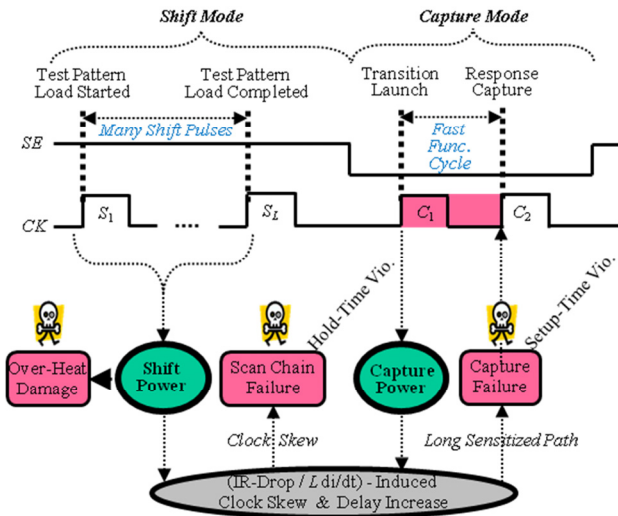 Shift Mode
Capture Mode
Test Pattern
Load Started
Test Pattern
Load Completed
Transition
Launch
Response
Capture
Many Shift Pulses
Fast
Func.
Cycle
SE
CK
S1
....
SL
C1
C2
Hold-Time Vio.
Setup-Time Vio.
Over-Heat
Damage
Shift
Power
Scan Chain
Failure
Capture
Power
Capture
Failure
Clock Skew
Long Sensitized Path
(IR-Drop / L di/dt) - Induced
Clock Skew & Delay Increase